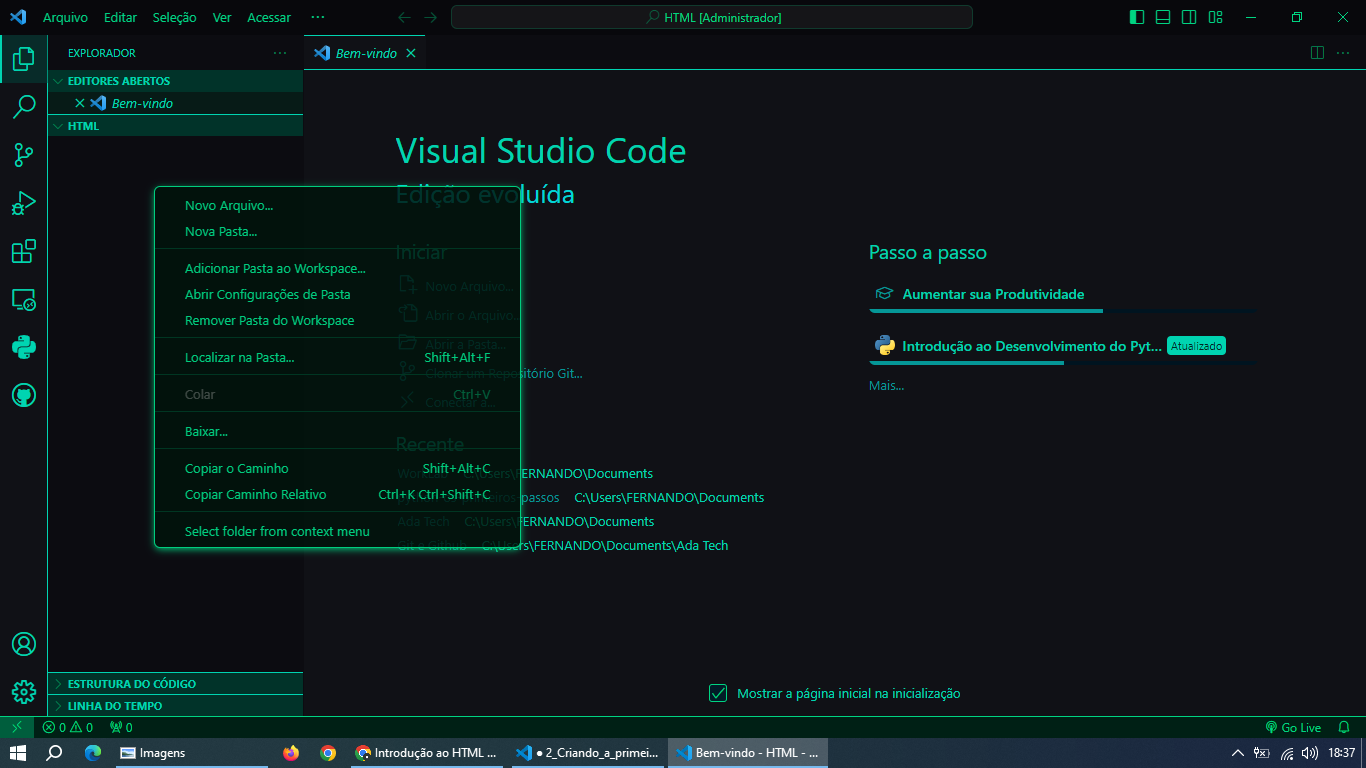 Arquivo Editar Seleção Ver Acessar ···
HTML [Administrador]
EXPLORADOR ···
Bem-vindo
EDITORES ABERTOS
Bem-vindo
HTML
Visual Studio Code
Edição evoluída
Novo Arquivo...
Nova Pasta...
Adicionar Pasta ao Workspace...
Abrir Configurações de Pasta
Remover Pasta do Workspace
Localizar na Pasta... Shift+Alt+F
Colar Ctrl+V
Baixar...
Copiar o Caminho Shift+Alt+C
Copiar Caminho Relativo Ctrl+K Ctrl+Shift+C
Select folder from context menu
Iniciar
Novo Arquivo...
Abrir o Arquivo...
Abrir a Pasta...
Clonar um Repositório Git...
Conectar a...
Recente
C:\Users\FERNANDO\Documents
passos C:\Users\FERNANDO\Documents
Ada Tech C:\Users\FERNANDO\Documents
Git e Github C:\Users\FERNANDO\Documents\Ada Tech
Passo a passo
Aumentar sua Produtividade
Introdução ao Desenvolvimento do Pyt... Atualizado
Mais...
Mostrar a página inicial na inicialização
ESTRUTURA DO CÓDIGO
LINHA DO TEMPO
0 0 0
Go Live
Imagens
Introdução ao HTML ...
● 2_Criando_a_primei...
Bem-vindo - HTML - ...
18:37